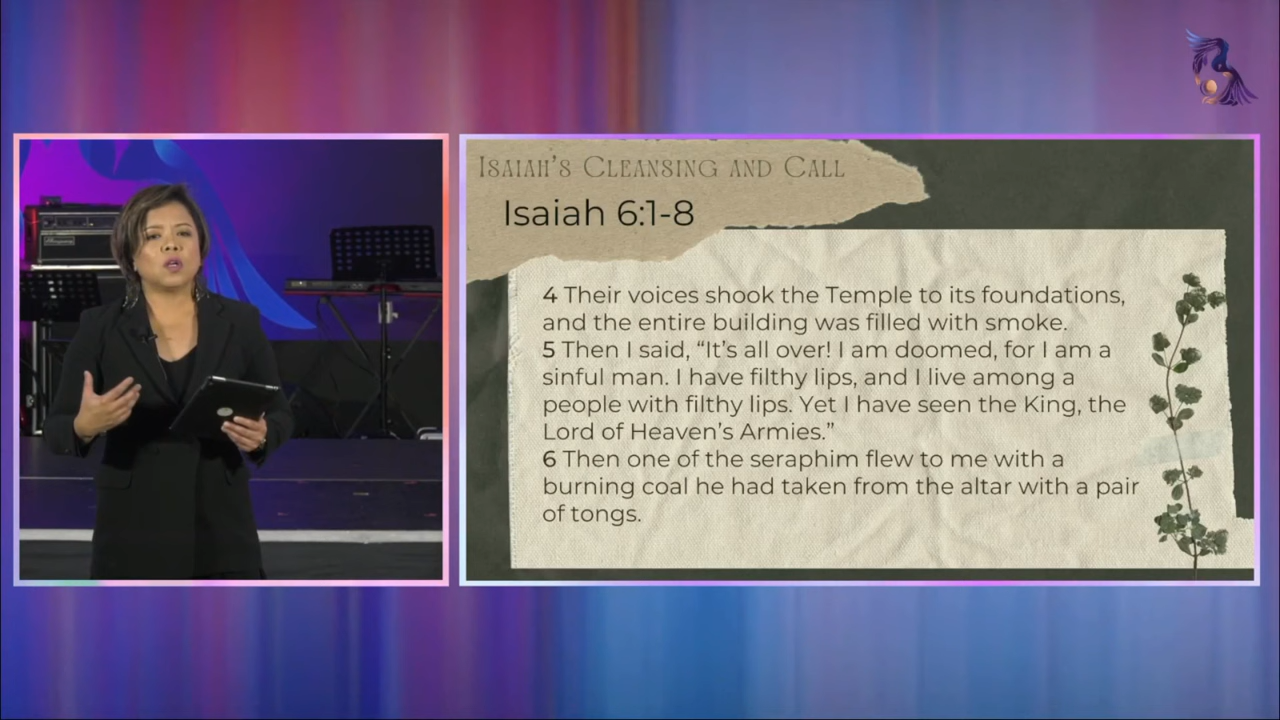 Isaiah's Cleansing and Call
Isaiah 6:1-8
4 Their voices shook the Temple to its foundations,
and the entire building was filled with smoke.
5 Then I said, “It’s all over! I am doomed, for I am a
sinful man. I have filthy lips, and I live among a
people with filthy lips. Yet I have seen the King, the
Lord of Heaven’s Armies.”
6 Then one of the seraphim flew to me with a
burning coal he had taken from the altar with a pair
of tongs.